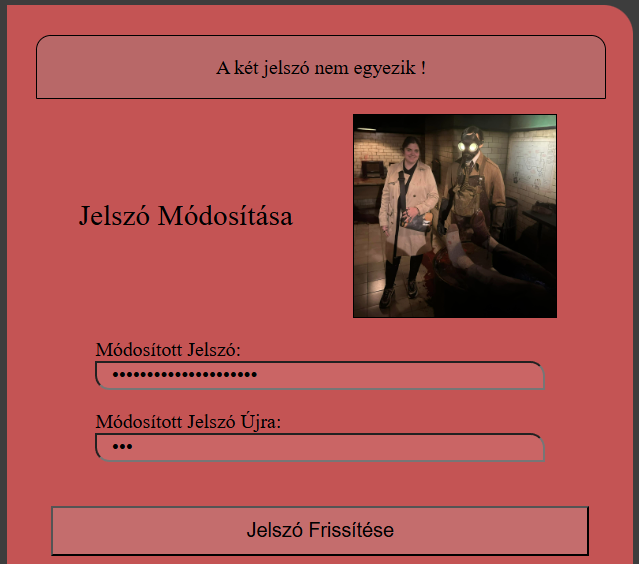 A két jelszó nem egyezik !
Jelszó Módosítása
Módosított Jelszó:
•••••••••••••••••••••
Módosított Jelszó Újra:
•••
Jelszó Frissítése